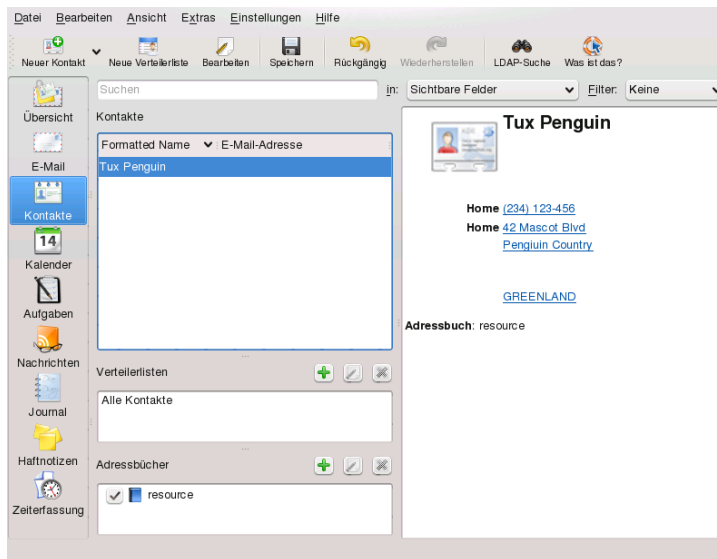 Datei Bearbeiten Ansicht Extras Einstellungen Hilfe
Neuer Kontakt Neue Verteilerliste Bearbeiten Speichern Rückgängig Wiederherstellen LDAP-Suche Was ist das?
Suchen in: Sichtbare Felder Filter: Keine
Übersicht
E-Mail
Kontakte
14
Kalender
Aufgaben
Nachrichten
Journal
Haftnotizen
Zeiterfassung
Kontakte
Formatted Name E-Mail-Adresse
Tux Penguin
Verteilerlisten
Alle Kontakte
Adressbücher
resource
Tux Penguin
Home (234) 123-456
Home 42 Mascot Blvd
Pengiuin Country
GREENLAND
Adressbuch: resource